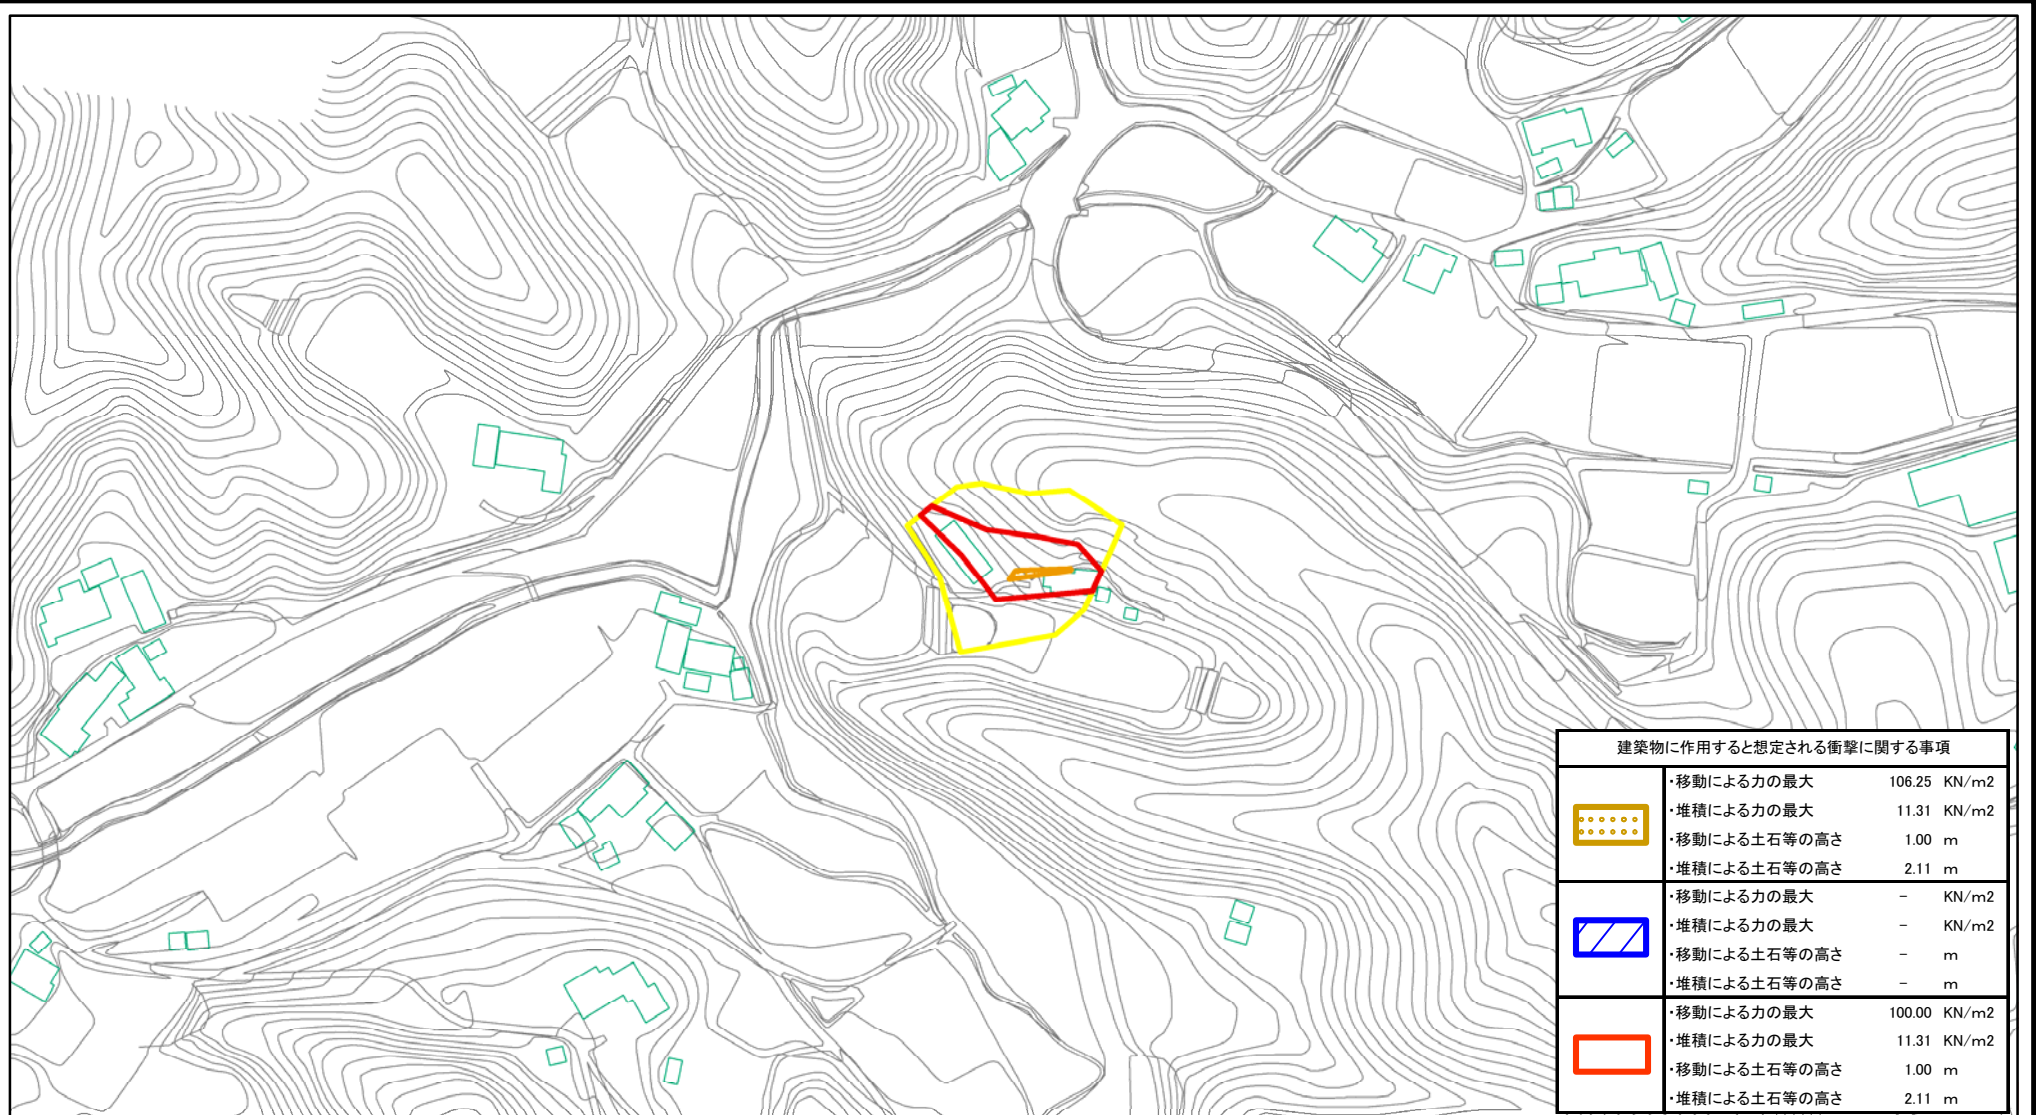 建築物に作用すると想定される衝撃に関する事項
・移動による力の最大 106.25 KN/m2
・堆積による力の最大 11.31 KN/m2
・移動による土石等の高さ 1.00 m
・堆積による土石等の高さ 2.11 m
・移動による力の最大 － KN/m2
・堆積による力の最大 － KN/m2
・移動による土石等の高さ － m
・堆積による土石等の高さ － m
・移動による力の最大 100.00 KN/m2
・堆積による力の最大 11.31 KN/m2
・移動による土石等の高さ 1.00 m
・堆積による土石等の高さ 2.11 m